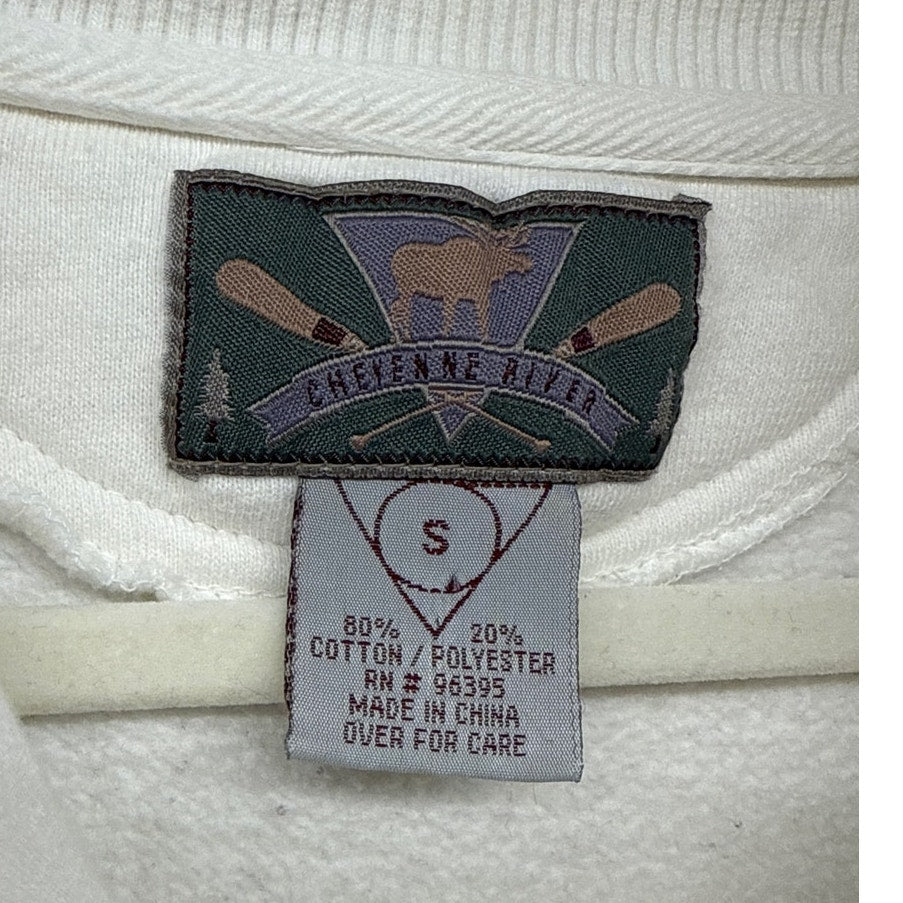 CHEYENNE RIVER
S
80% 20%
COTTON / POLYESTER
RN # 96395
MADE IN CHINA
OVER FOR CARE